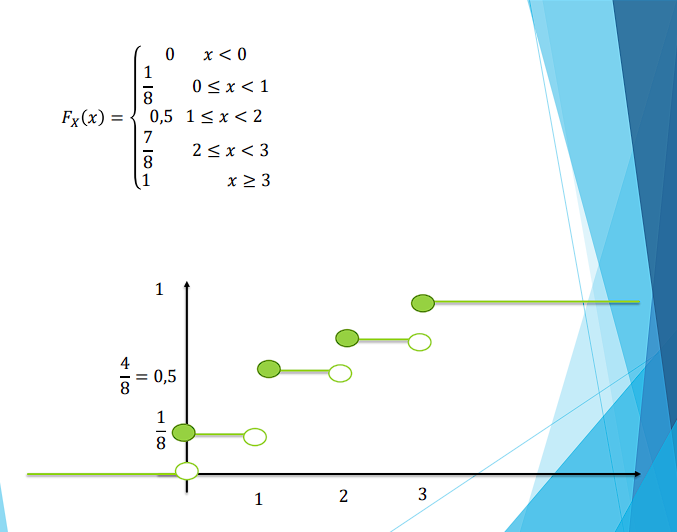 0 x < 0
1/8 0 ≤ x < 1
F_X(x) = { 0,5 1 ≤ x < 2
7/8 2 ≤ x < 3
1 x ≥ 3
1
4/8 = 0,5
1/8
1 2 3